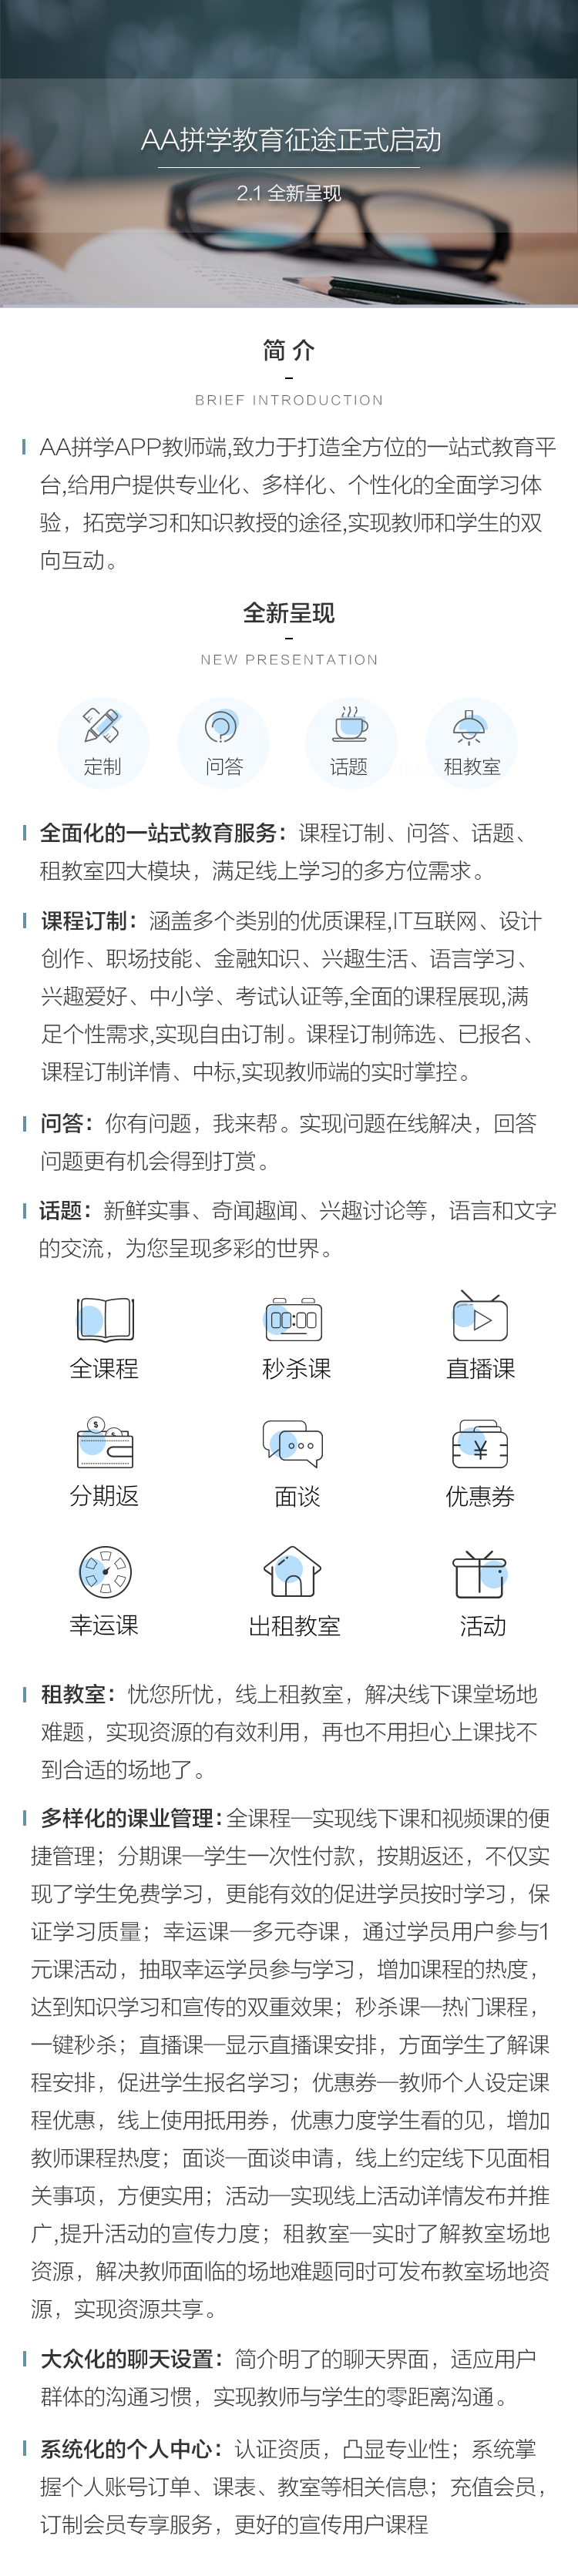 AA拼学教育征途正式启动
2.1 全新呈现
简 介
BRIEF INTRODUCTION
AA拼学APP教师端,致力于打造全方位的一站式教育平
台,给用户提供专业化、多样化、个性化的全面学习体
验，拓宽学习和知识教授的途径,实现教师和学生的双
向互动。
全新呈现
NEW PRESENTATION
定制 问答 话题 租教室
全面化的一站式教育服务：课程订制、问答、话题、
租教室四大模块，满足线上学习的多方位需求。
课程订制：涵盖多个类别的优质课程,IT互联网、设计
创作、职场技能、金融知识、兴趣生活、语言学习、
兴趣爱好、中小学、考试认证等,全面的课程展现,满
足个性需求,实现自由订制。课程订制筛选、已报名、
课程订制详情、中标,实现教师端的实时掌控。
问答：你有问题，我来帮。实现问题在线解决，回答
问题更有机会得到打赏。
话题：新鲜实事、奇闻趣闻、兴趣讨论等，语言和文字
的交流，为您呈现多彩的世界。
全课程 秒杀课 直播课
分期返 面谈 优惠券
幸运课 出租教室 活动
租教室：忧您所忧，线上租教室，解决线下课堂场地
难题，实现资源的有效利用，再也不用担心上课找不
到合适的场地了。
多样化的课业管理：全课程—实现线下课和视频课的便
捷管理；分期课—学生一次性付款，按期返还，不仅实
现了学生免费学习，更能有效的促进学员按时学习，保
证学习质量；幸运课—多元夺课，通过学员用户参与1
元课活动，抽取幸运学员参与学习，增加课程的热度，
达到知识学习和宣传的双重效果；秒杀课—热门课程，
一键秒杀；直播课—显示直播课安排，方面学生了解课
程安排，促进学生报名学习；优惠券—教师个人设定课
程优惠，线上使用抵用券，优惠力度学生看的见，增加
教师课程热度；面谈—面谈申请，线上约定线下见面相
关事项，方便实用；活动—实现线上活动详情发布并推
广,提升活动的宣传力度；租教室—实时了解教室场地
资源，解决教师面临的场地难题同时可发布教室场地资
源，实现资源共享。
大众化的聊天设置：简介明了的聊天界面，适应用户
群体的沟通习惯，实现教师与学生的零距离沟通。
系统化的个人中心：认证资质，凸显专业性；系统掌
握个人账号订单、课表、教室等相关信息；充值会员，
订制会员专享服务，更好的宣传用户课程